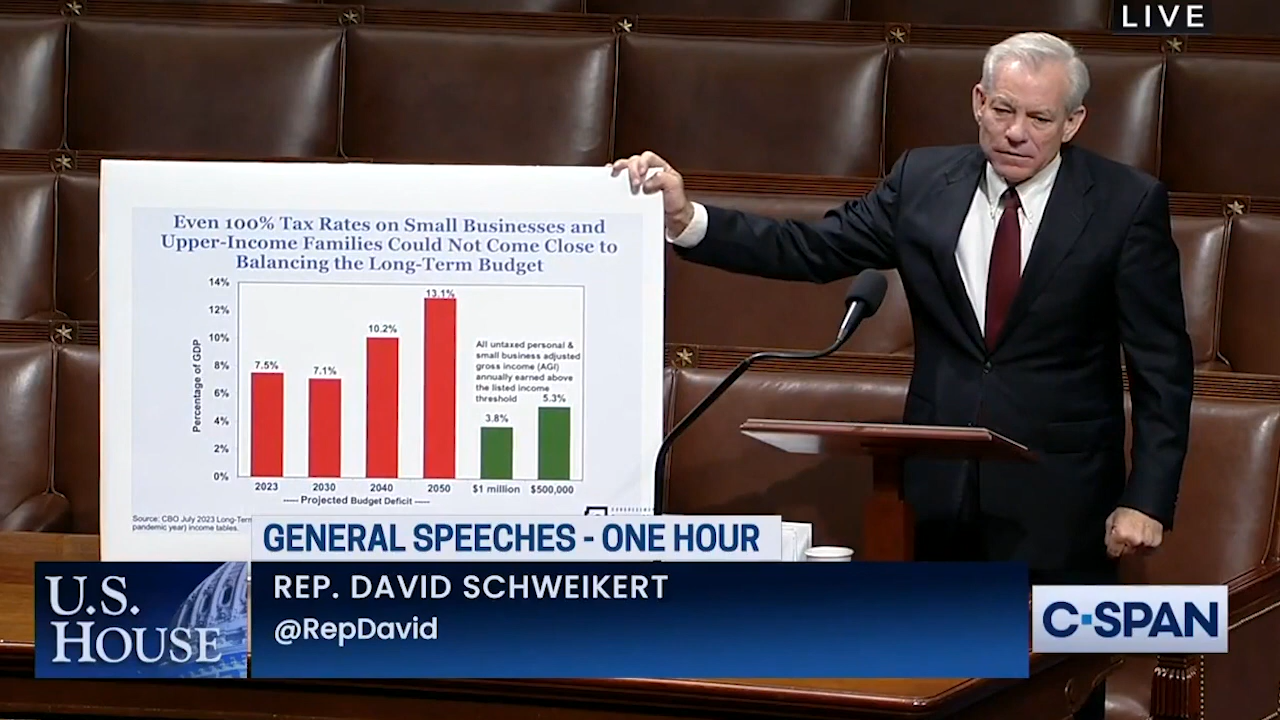 LIVE
Even 100% Tax Rates on Small Businesses and
Upper-Income Families Could Not Come Close to
Balancing the Long-Term Budget
14%
12%
10%
8%
6%
4%
2%
0%
Percentage of GDP
7.5%
7.1%
10.2%
13.1%
All untaxed personal &
small business adjusted
gross income (AGI)
annually earned above
the listed income
threshold
3.8%
5.3%
2023 2030 2040 2050 $1 million $500,000
---- Projected Budget Deficit ----
Source: CBO July 2023 Long-Term
pandemic year) income tables.
GENERAL SPEECHES - ONE HOUR
U.S.
HOUSE
REP. DAVID SCHWEIKERT
@RepDavid
C-SPAN